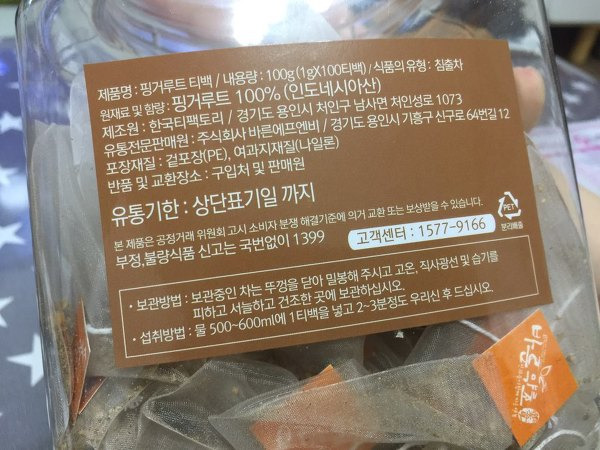 제품명 : 핑거루트 티백 / 내용량 : 100g (1gX100티백) / 식품의 유형 : 침출차
원재료 및 함량 : 핑거루트 100% (인도네시아산)
제조원 : 한국티팩토리 / 경기도 용인시 처인구 남사면 처인성로 1073
유통전문판매원 : 주식회사 바른에프엔비 / 경기도 용인시 기흥구 신구로 64번길 12
포장재질 : 겉포장(PE), 여과지재질(나일론)
반품 및 교환장소 : 구입처 및 판매원
유통기한 : 상단표기일 까지
본 제품은 공정거래 위원회 고시 소비자 분쟁 해결기준에 의거 교환 또는 보상받을 수 있습니다.
부정,불량식품 신고는 국번없이 1399
고객센터 : 1577-9166
PET
분리배출
• 보관방법 : 보관중인 차는 뚜껑을 닫아 밀봉해 주시고 고온, 직사광선 및 습기를
피하고 서늘하고 건조한 곳에 보관하십시오.
• 섭취방법 : 물 500~600ml에 1티백을 넣고 2~3분정도 우리신 후 드십시오.
바른약초